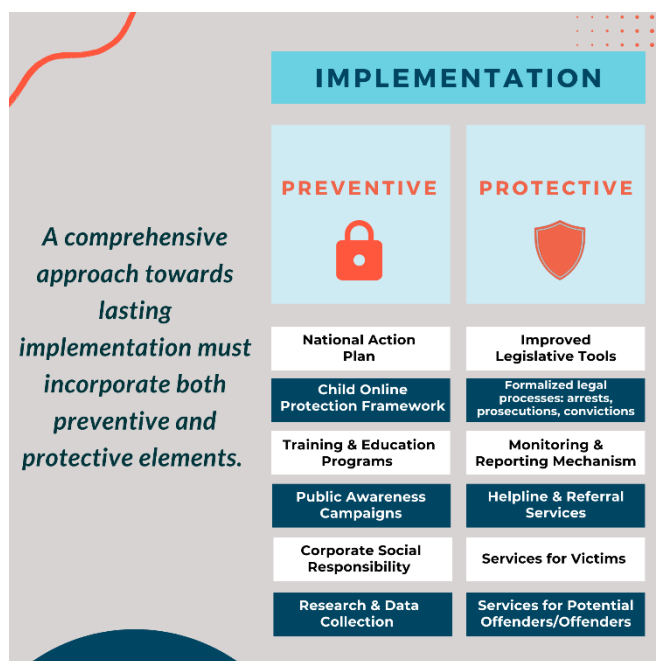 A comprehensive
approach towards
lasting
implementation must
incorporate both
preventive and
protective elements.
IMPLEMENTATION
PREVENTIVE
National Action
Plan
Child Online
Protection Framework
Training & Education
Programs
Public Awareness
Campaigns
Corporate Social
Responsibility
Research & Data
Collection
PROTECTIVE
Improved
Legislative Tools
Formalized legal
processes: arrests,
prosecutions, convictions
Monitoring &
Reporting Mechanism
Helpline & Referral
Services
Services for Victims
Services for Potential
Offenders/Offenders